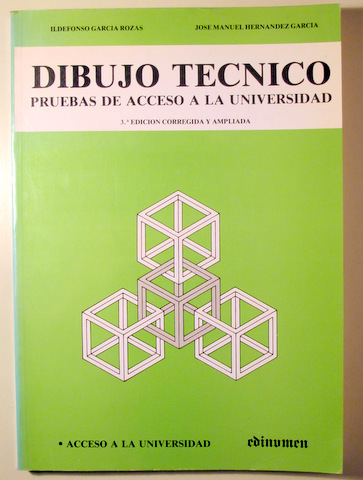 ILDEFONSO GARCIA ROZAS JOSE MANUEL HERNANDEZ GARCIA
DIBUJO TECNICO
PRUEBAS DE ACCESO A LA UNIVERSIDAD
3.ª EDICION CORREGIDA Y AMPLIADA
• ACCESO A LA UNIVERSIDAD edinumen